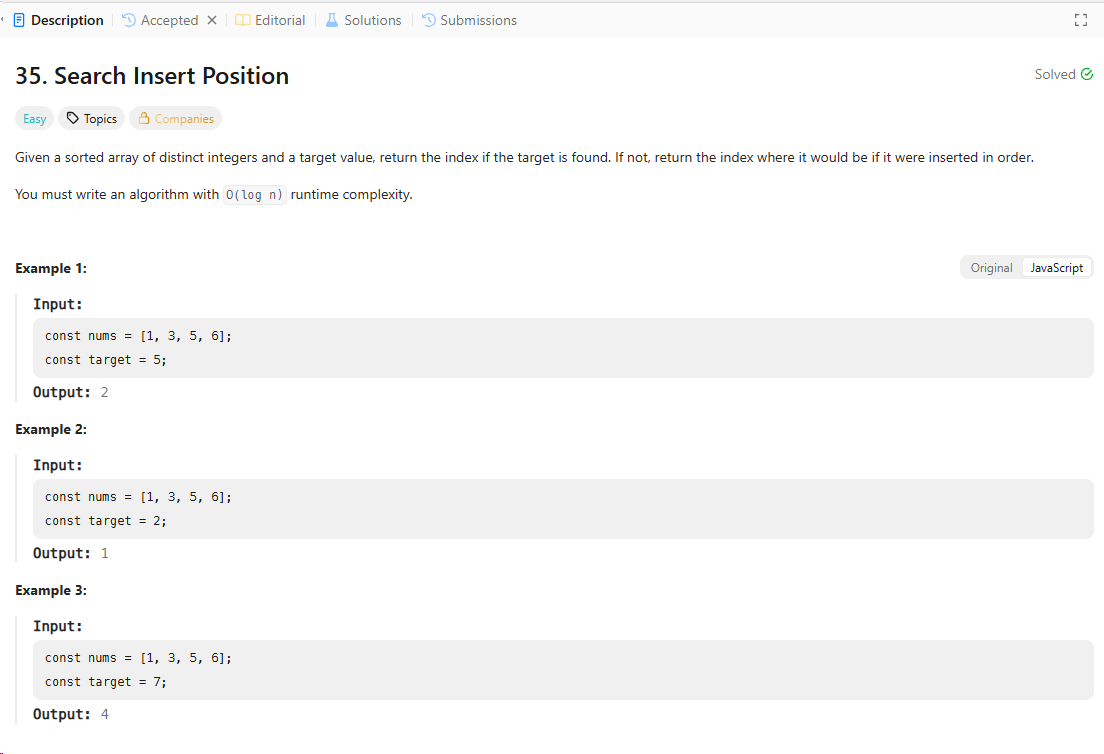 Description Accepted Editorial Solutions Submissions
35. Search Insert Position
Solved
Easy Topics Companies
Given a sorted array of distinct integers and a target value, return the index if the target is found. If not, return the index where it would be if it were inserted in order.
You must write an algorithm with O(log n) runtime complexity.
Example 1:
Original JavaScript
Input:
const nums = [1, 3, 5, 6];
const target = 5;
Output: 2
Example 2:
Input:
const nums = [1, 3, 5, 6];
const target = 2;
Output: 1
Example 3:
Input:
const nums = [1, 3, 5, 6];
const target = 7;
Output: 4